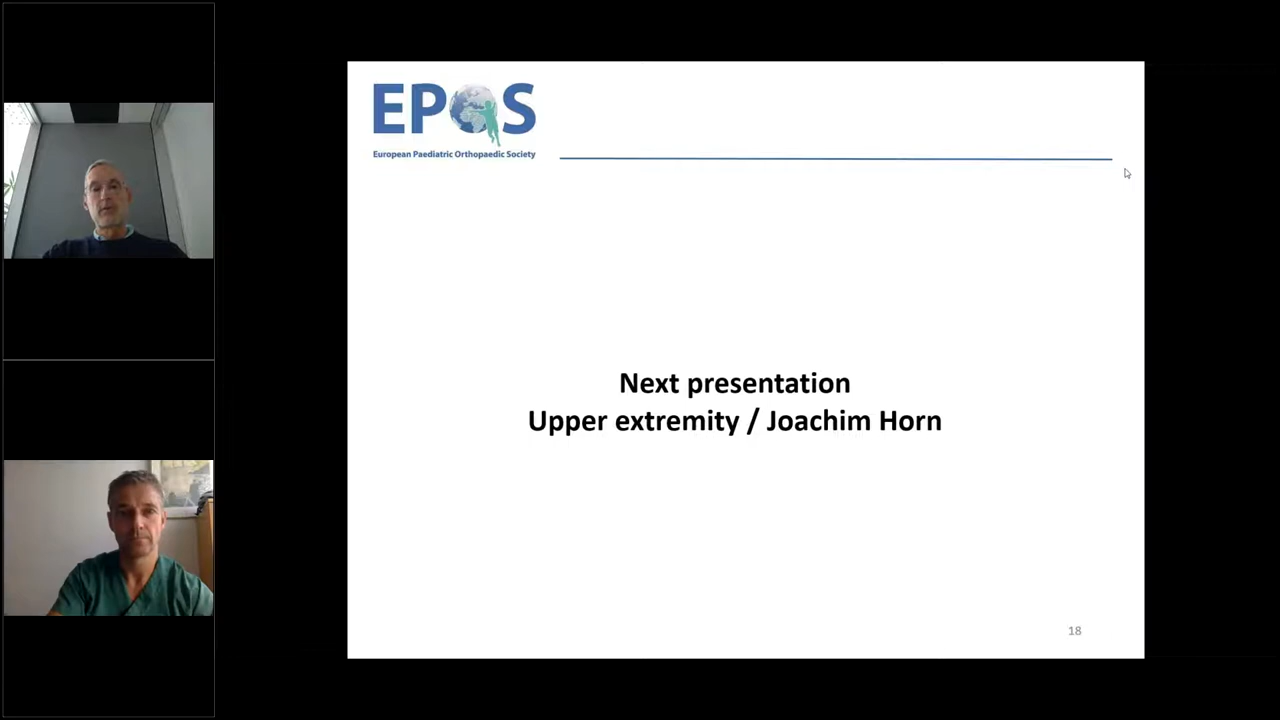 EPOS
European Paediatric Orthopaedic Society
Next presentation
Upper extremity / Joachim Horn
18